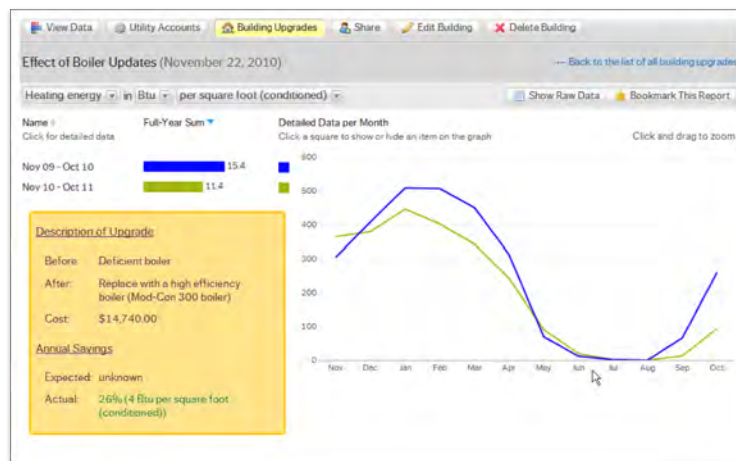 View Data Utility Accounts Building Upgrades Share Edit Building Delete Building
Effect of Boiler Updates (November 22, 2010)
Back to the list of all building upgrades
Heating energy in Btu per square foot (conditioned)
Show Raw Data Bookmark This Report
Name Full-Year Sum Detailed Data per Month
Click for detailed data Click a square to show or hide an item on the graph Click and drag to zoom
Nov 09 - Oct 10 15.4
Nov 10 - Oct 11 11.4
600
500
400
300
200
100
0
Nov Dec Jan Feb Mar Apr May Jun Jul Aug Sep Oct
Description of Upgrade
Before: Deficient boiler
After: Replace with a high efficiency
boiler (Mod-Con 300 boiler)
Cost: $14,740.00
Annual Savings
Expected: unknown
Actual: 26% (4 Btu per square foot
(conditioned))